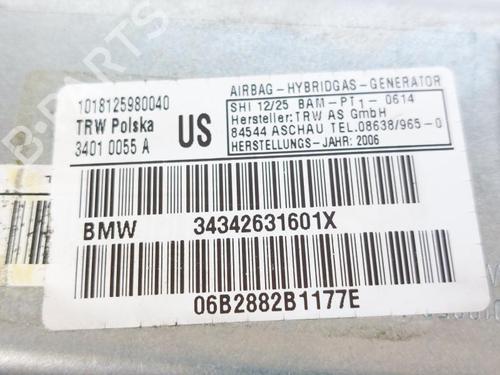 1018125980040
TRW Polska
3401 0055 A
US
AIRBAG-HYBRIDGAS-GENERATOR
SHI 12/25 BAM-PT1-0614
Hersteller:TRW AS GmbH
84544 ASCHAU TEL.08638/965-0
HERSTELLUNGS-JAHR: 2006
BMW 34342631601X
06B2882B1177E